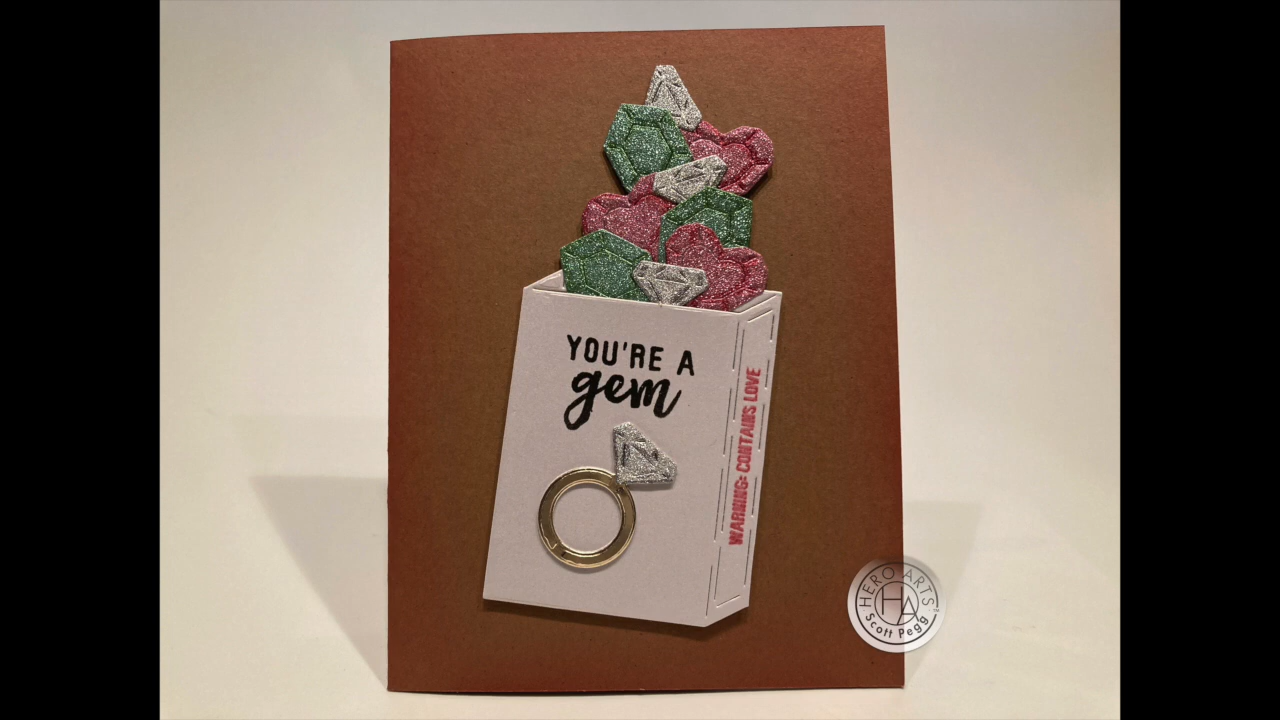 YOU'RE A
gem
WARNING: CONTAINS LOVE
HERO ARTS
HA
Scott Pegg